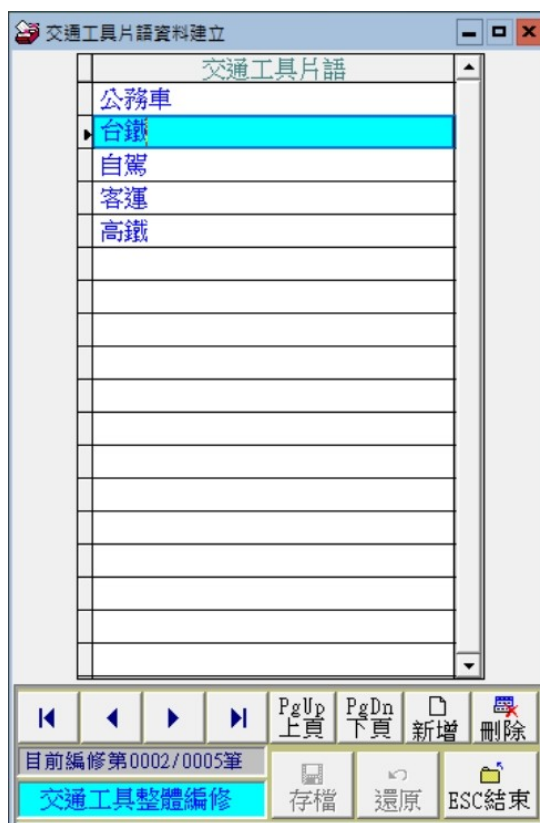 交通工具片語資料建立
交通工具片語
公務車
台鐵
自駕
客運
高鐵
PgUp
上頁
PgDn
下頁
新增
刪除
目前編修第0002/0005筆
交通工具整體編修
存檔
還原
ESC結束